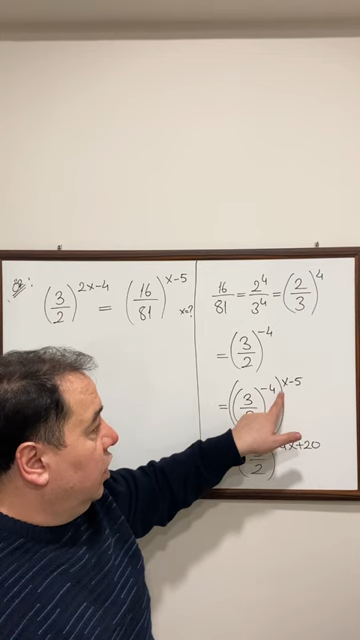 (3/2)^(2x-4) = (16/81)^(x-5)
x=?
16/81 = 2^4/3^4 = (2/3)^4
= (3/2)^-4
= ((3/2)^-4)^(x-5)
2) 4x+20